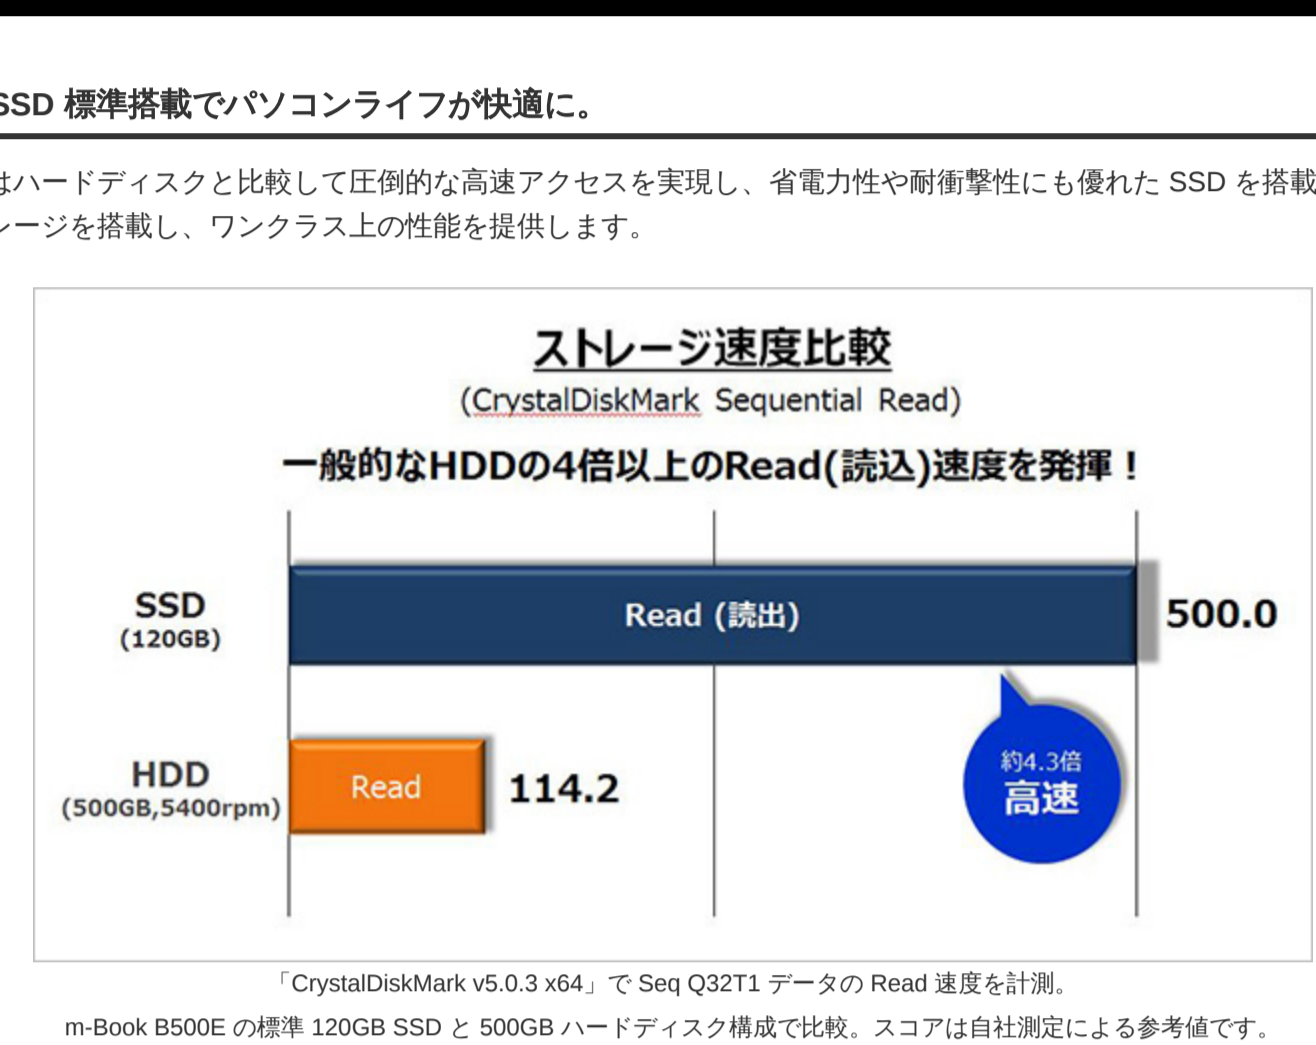 SSD 標準搭載でパソコンライフが快適に。
はハードディスクと比較して圧倒的な高速アクセスを実現し、省電力性や耐衝撃性にも優れた SSD を搭載
レージを搭載し、ワンクラス上の性能を提供します。
ストレージ速度比較
(CrystalDiskMark Sequential Read)
一般的なHDDの4倍以上のRead(読込)速度を発揮！
SSD
(120GB)
Read (読出)
500.0
HDD
(500GB,5400rpm)
Read
114.2
約4.3倍
高速
「CrystalDiskMark v5.0.3 x64」で Seq Q32T1 データの Read 速度を計測。
m-Book B500E の標準 120GB SSD と 500GB ハードディスク構成で比較。スコアは自社測定による参考値です。